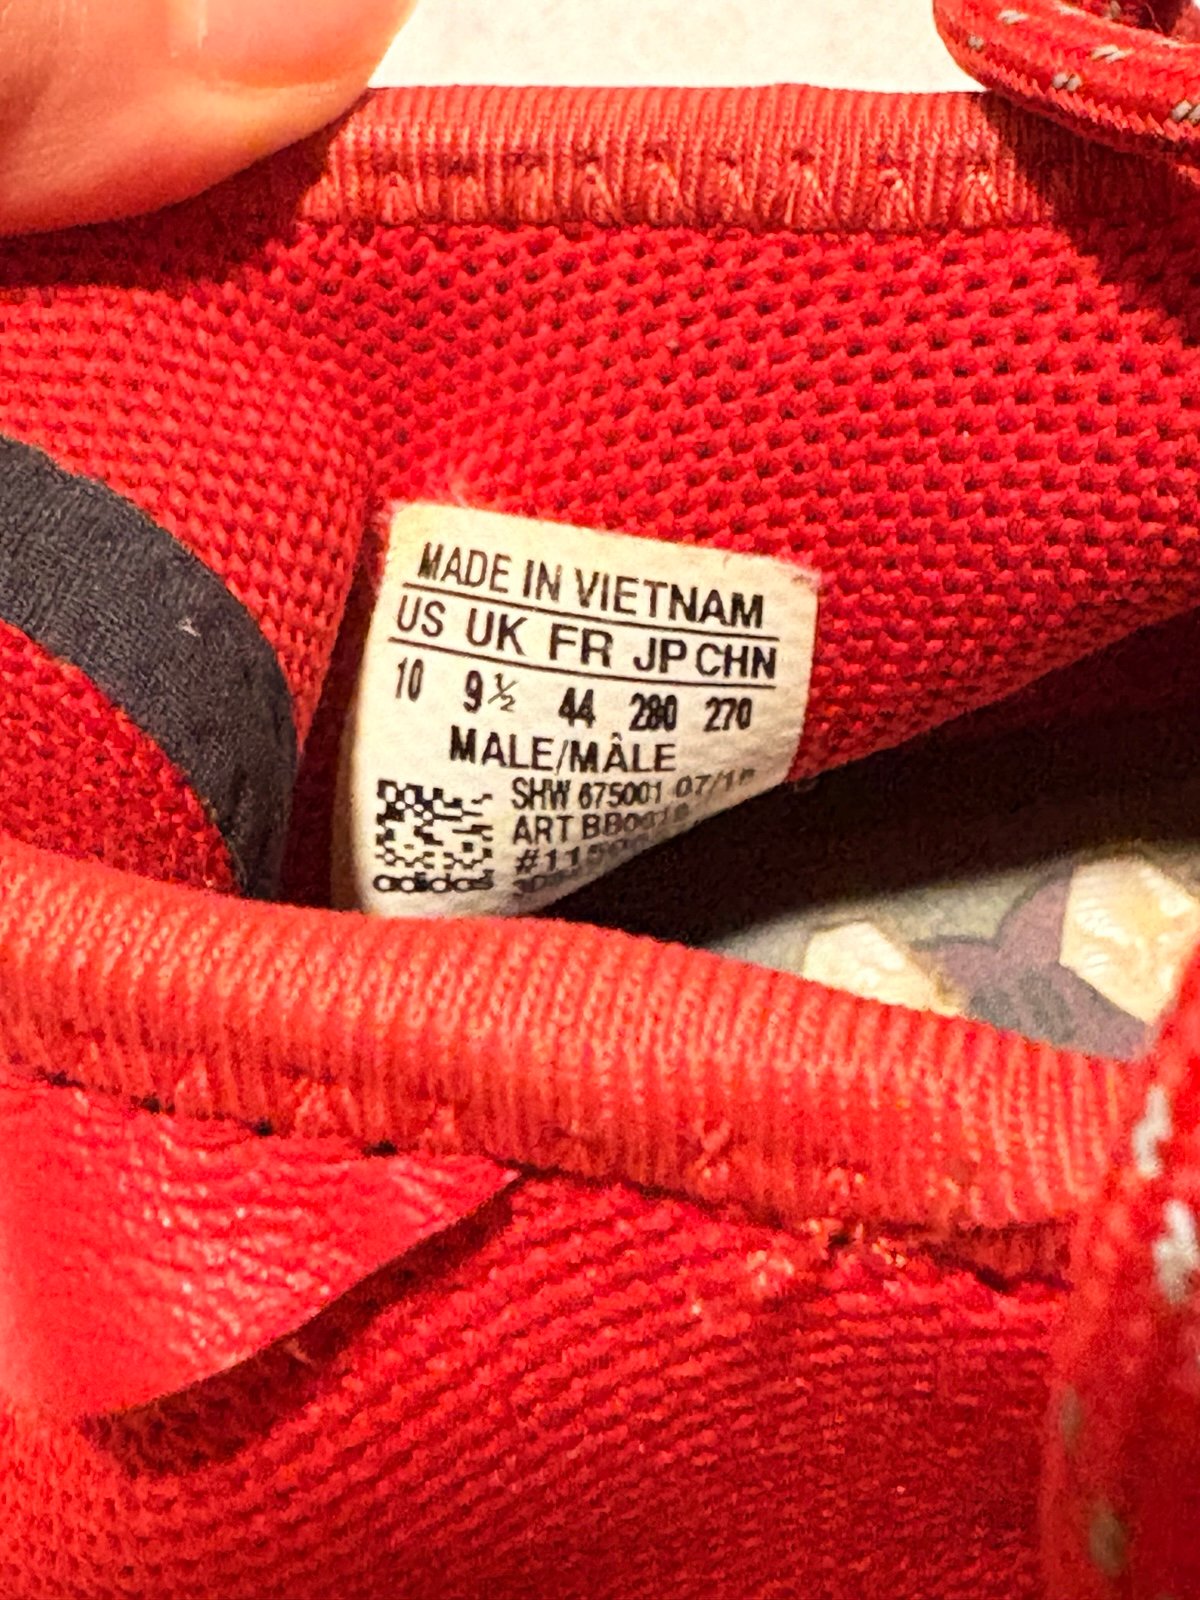 MADE IN VIETNAM
US UK FR JP CHN
10 9½ 44 280 270
MALE/MÂLE
SHW 675001
ART
adidas